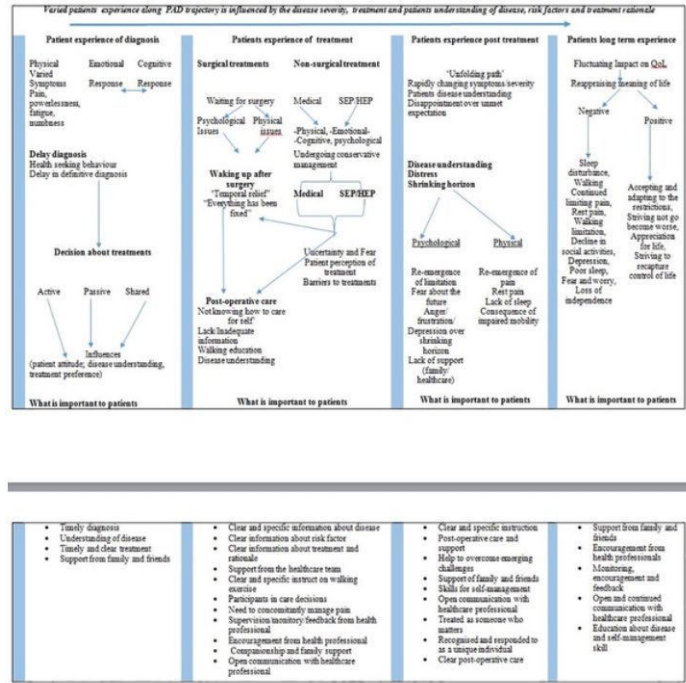 Varied patients experience along PAD trajectory is influenced by the disease severity, treatment and patients understanding of disease, risk factors and treatment rationale
Patient experience of diagnosis
Physical Emotional Cognitive
Varied
Symptoms Response Response
Pain,
powerlessness,
fatigue,
numbness
Delay diagnosis
Health seeking behaviour
Delay in definitive diagnosis
Decision about treatments
Active Passive Shared
Influences
(patient attitude; disease understanding,
treatment preference)
What is important to patients
Patients experience of treatment
Surgical treatments Non-surgical treatment
Waiting for surgery Medical SEP/HEP
Psychological Physical
Issues issues
-Physical, -Emotional-
-Cognitive, psychological
Undergoing conservative
management
Waking up after
surgery
"Temporal relief"
"Everything has been
fixed"
Medical SEP/HEP
Uncertainty and Fear
Patient perception of
treatment
Barriers to treatments
Post-operative care
Not knowing how to care
for self'
Lack/Inadequate
information
Walking education
Disease understanding
What is important to patients
Patients experience post treatment
'Unfolding path'
Rapidly changing symptoms/severity
Patients disease understanding
Disappointment over unmet
expectation
Disease understanding
Distress
Shrinking horizon
Psychological Physical
Re-emergence
of limitation
Fear about the
future
Anger/
frustration/
Depression over
shrinking
horizon
Lack of support
(family/
healthcare)
Re-emergence of
pain
Rest pain
Lack of sleep
Consequence of
impaired mobility
What is important to patients
Patients long term experience
Fluctuating Impact on QoL
Reappraising meaning of life
Negative
Positive
Sleep
disturbance,
Walking
Continued
limiting pain,
Rest pain,
Walking
limitation,
Decline in
social activities,
Depression,
Poor sleep,
Fear and worry,
Loss of
independence
Accepting and
adapting to the
restrictions,
Striving not go
become worse,
Appreciation
for life,
Striving to
recapture
control of life
What is important to patients
• Timely diagnosis
• Understanding of disease
• Timely and clear treatment
• Support from family and friends
• Clear and specific information about disease
• Clear information about risk factor
• Clear information about treatment and
rationale
• Support from the healthcare team
• Clear and specific instruct on walking
exercise
• Participants in care decisions
• Need to concomitantly manage pain
• Supervision/monitory/feedback from health
professional
• Encouragement from health professional
• Companionship and family support
• Open communication with healthcare
professional
• Clear and specific instruction
• Post-operative care and
support
• Help to overcome emerging
challenges
• Support of family and friends
• Skills for self-management
• Open communication with
healthcare professional
• Treated as someone who
matters
• Recognised and responded to
as a unique individual
• Clear post-operative care
• Support from family and
friends
• Encouragement from
health professionals
• Monitoring,
encouragement and
feedback
• Open and continued
communication with
healthcare professional
• Education about disease
and self-management
skill